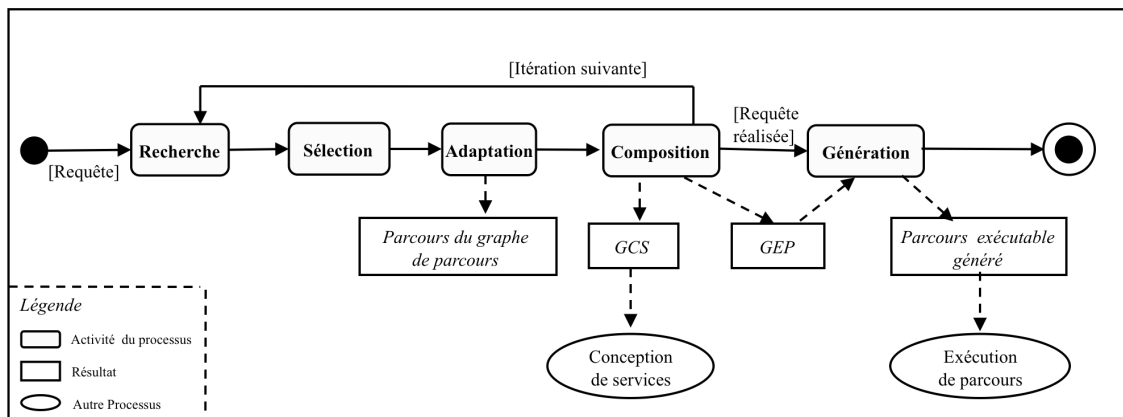 [Itération suivante]
[Requête
réalisée]
Recherche
Sélection
Adaptation
Composition
Génération
[Requête]
Parcours du graphe
de parcours
GCS
GEP
Parcours exécutable
généré
Légende
Activité du processus
Résultat
Autre Processus
Conception
de services
Exécution
de parcours